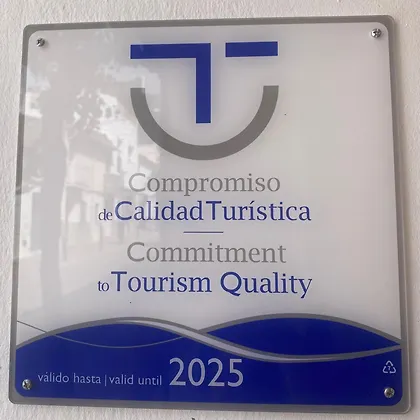 Compromiso
de Calidad Turística
Commitment
to Tourism Quality
válido hasta | valid until 2025